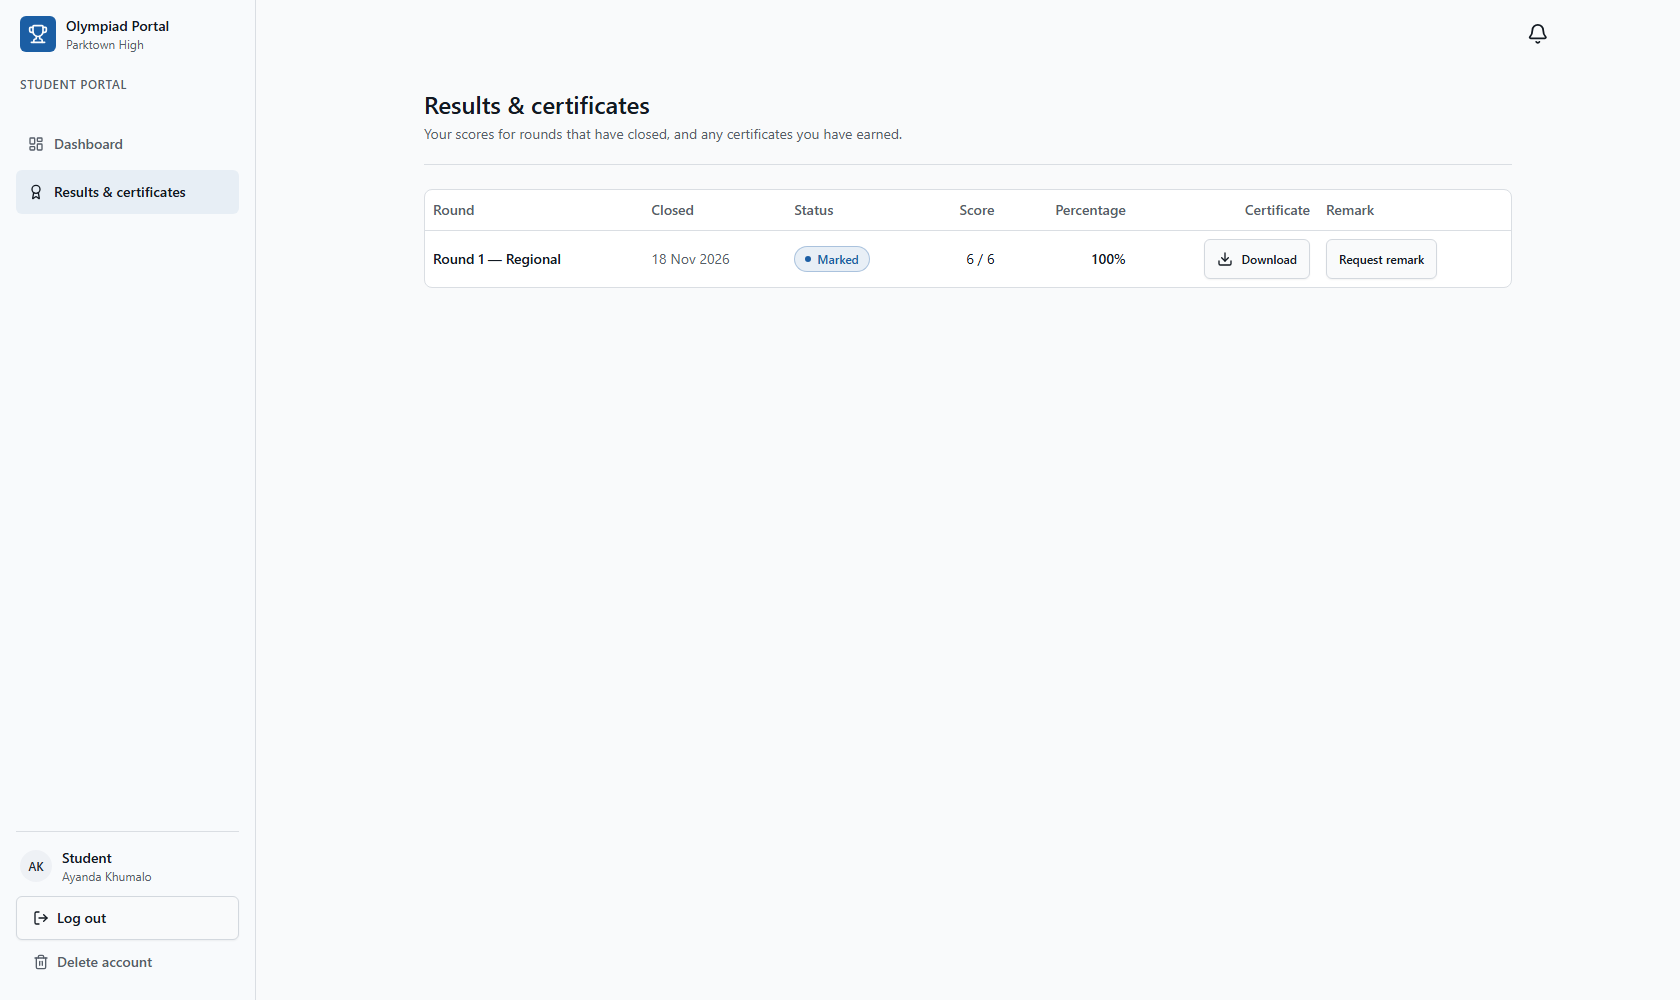 Olympiad Portal
Parktown High
STUDENT PORTAL
Dashboard
Results & certificates
Results & certificates
Your scores for rounds that have closed, and any certificates you have earned.
Round Closed Status Score Percentage Certificate Remark
Round 1 — Regional 18 Nov 2026 Marked 6 / 6 100% Download Request remark
AK
Student
Ayanda Khumalo
Log out
Delete account